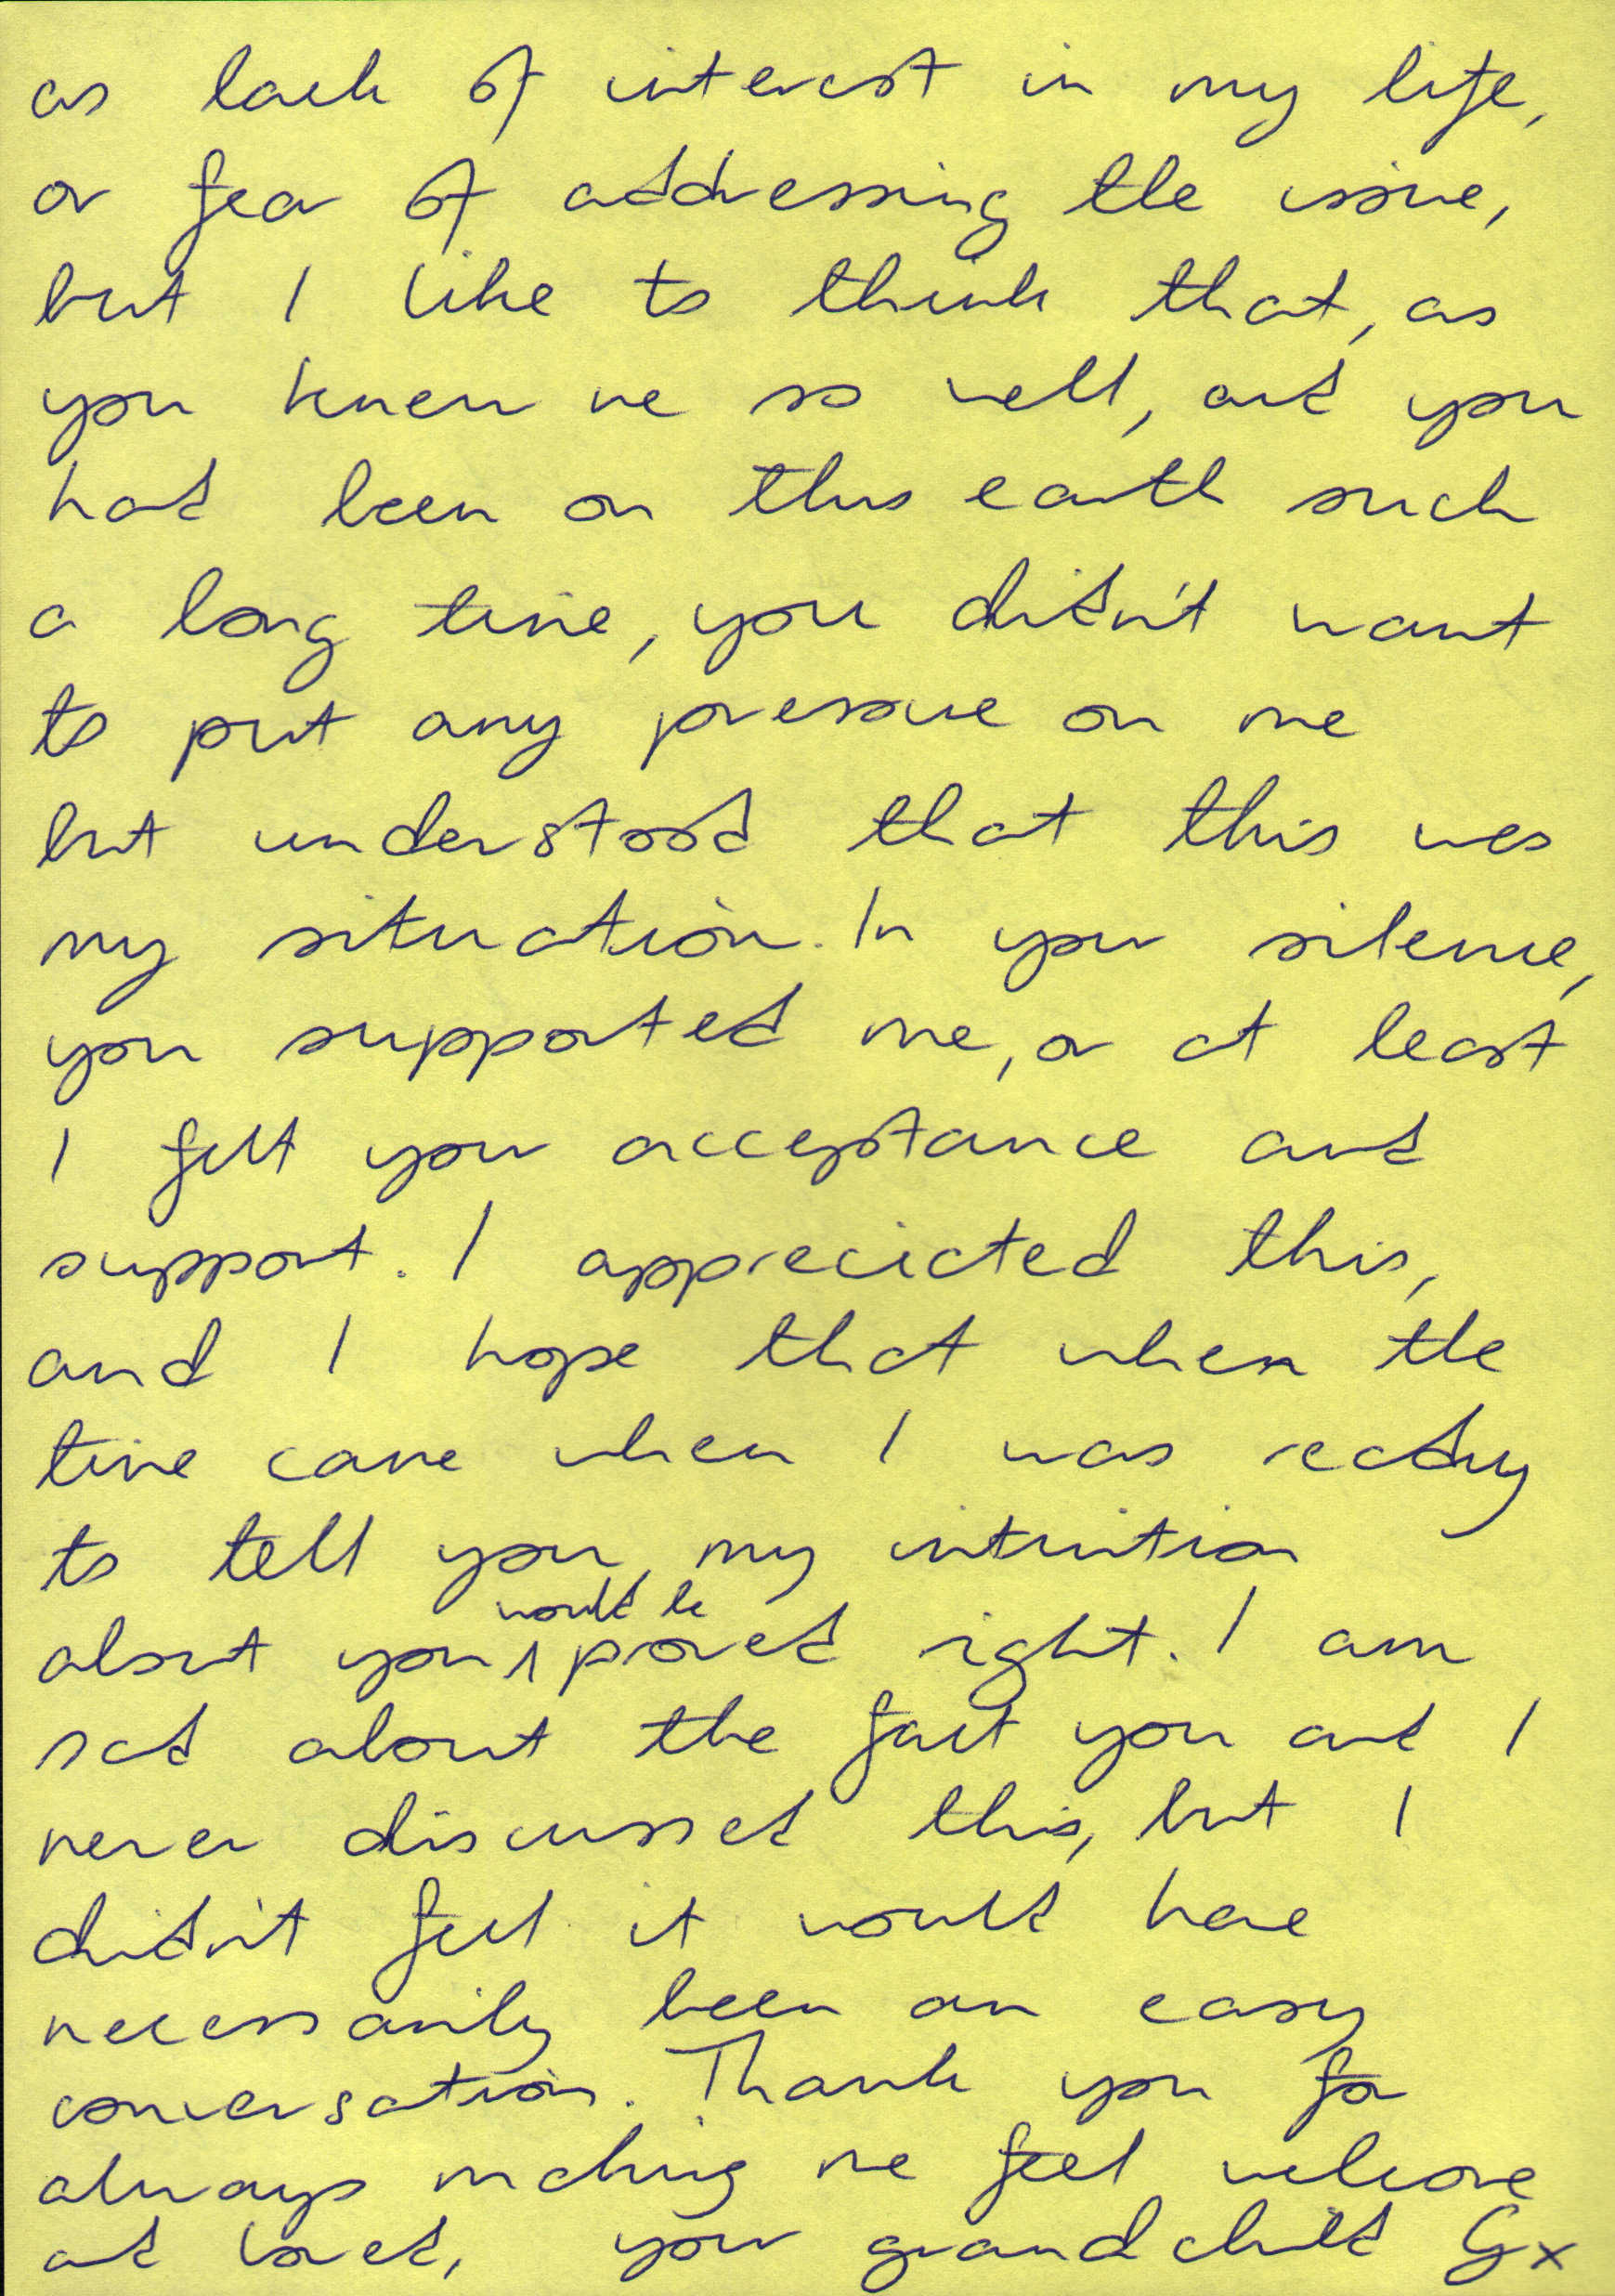 as lack of interest in my life,
or fear of addressing the issue,
but I like to think that, as
you knew me so well, and you
had been on this earth such
a long time, you didn't want
to put any pressure on me
but understood that this was
my situation. In your silence,
you supported me, or at least
I felt your acceptance and
support. I appreciated this,
and I hope that when the
time came when I was ready
to tell you, my intuition
would be
about you ∧ proved right. I am
sad about the fact you and I
never discussed this, but I
didn't feel it would have
necessarily been an easy
conversation. Thank you for
always making me feel welcome
and loved, your grandchild Gx